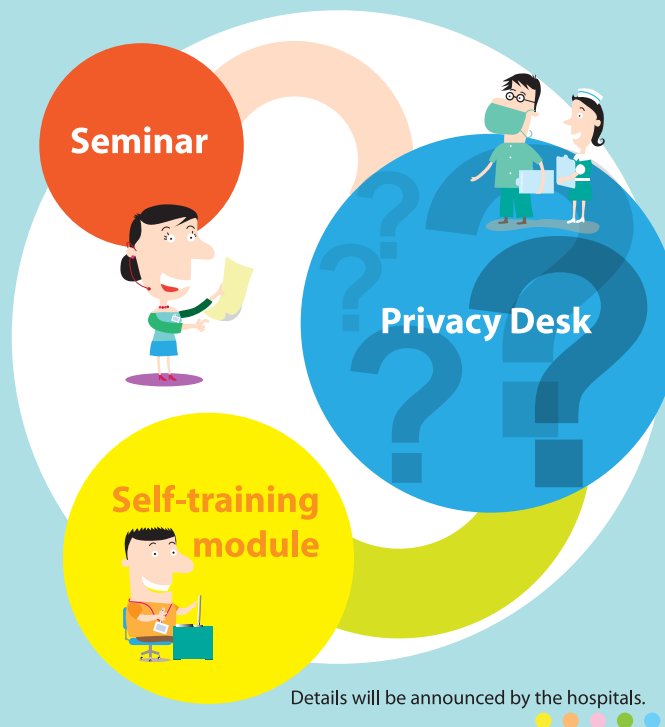 Seminar
Privacy Desk
Self-training
module
Details will be announced by the hospitals.